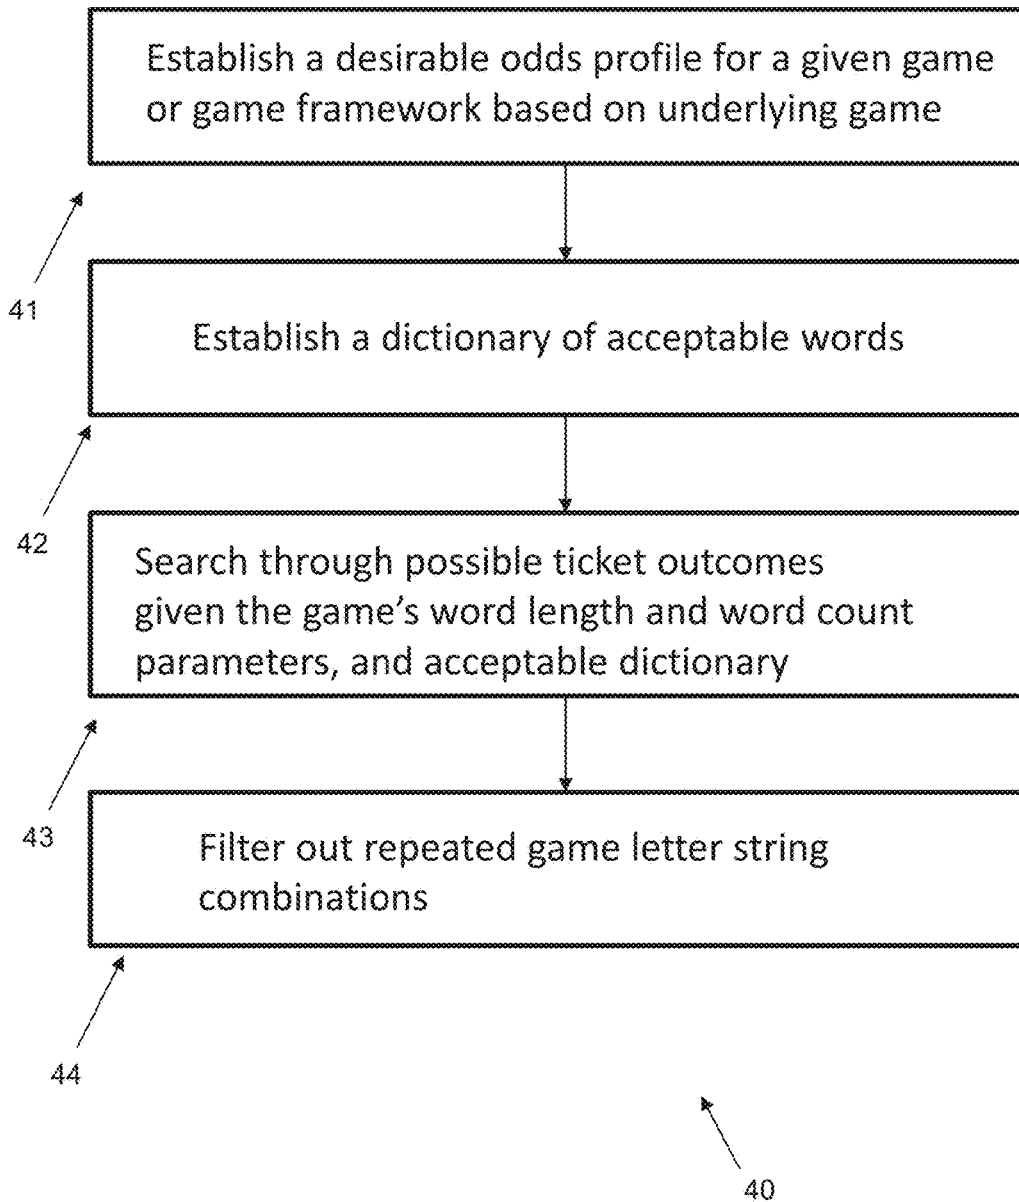 Establish a desirable odds profile for a given game
or game framework based on underlying game
41
Establish a dictionary of acceptable words
42
Search through possible ticket outcomes
given the game's word length and word count
parameters, and acceptable dictionary
43
Filter out repeated game letter string
combinations
44
40